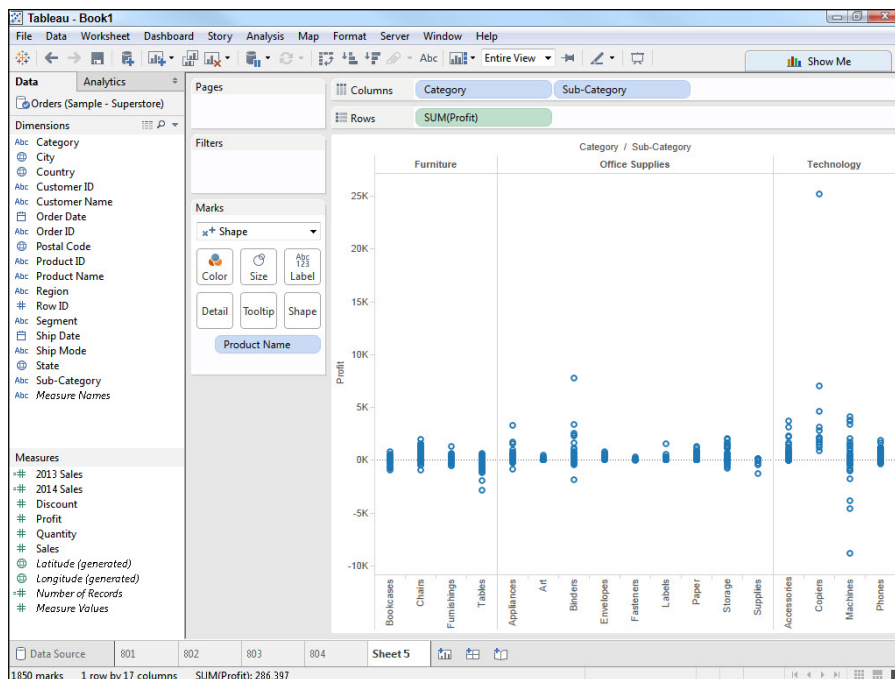 Tableau - Book1
File Data Worksheet Dashboard Story Analysis Map Format Server Window Help
Abc Entire View Show Me
Data Analytics
Orders (Sample - Superstore)
Dimensions
Abc Category
City
Country
Abc Customer ID
Abc Customer Name
Order Date
Abc Order ID
Postal Code
Abc Product ID
Abc Product Name
Abc Region
# Row ID
Abc Segment
Ship Date
Abc Ship Mode
State
Abc Sub-Category
Abc Measure Names
Measures
=# 2013 Sales
=# 2014 Sales
# Discount
# Profit
# Quantity
# Sales
Latitude (generated)
Longitude (generated)
=# Number of Records
# Measure Values
Pages
Filters
Marks
Shape
Color Size Abc 123 Label
Detail Tooltip Shape
Product Name
Columns Category Sub-Category
Rows SUM(Profit)
Category / Sub-Category
Furniture Office Supplies Technology
Profit
25K
20K
15K
10K
5K
0K
-5K
-10K
Bookcases
Chairs
Furnishings
Tables
Appliances
Art
Binders
Envelopes
Fasteners
Labels
Paper
Storage
Supplies
Accessories
Copiers
Machines
Phones
Data Source 801 802 803 804 Sheet 5
1850 marks 1 row by 17 columns SUM(Profit): 286,397